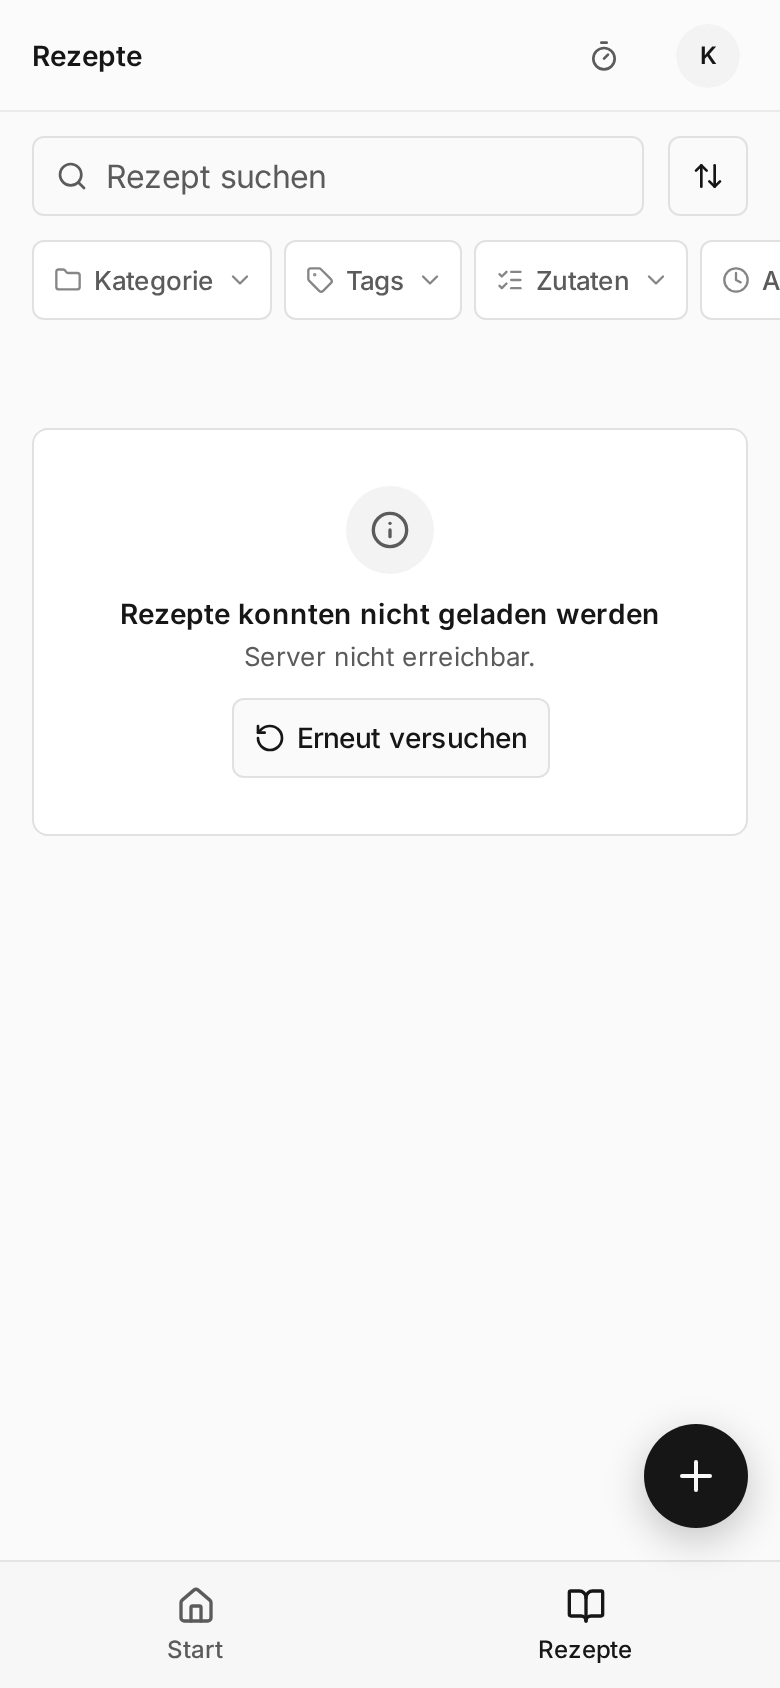 Rezepte
K
Rezept suchen
Kategorie
Tags
Zutaten
A
Rezepte konnten nicht geladen werden
Server nicht erreichbar.
Erneut versuchen
Start
Rezepte